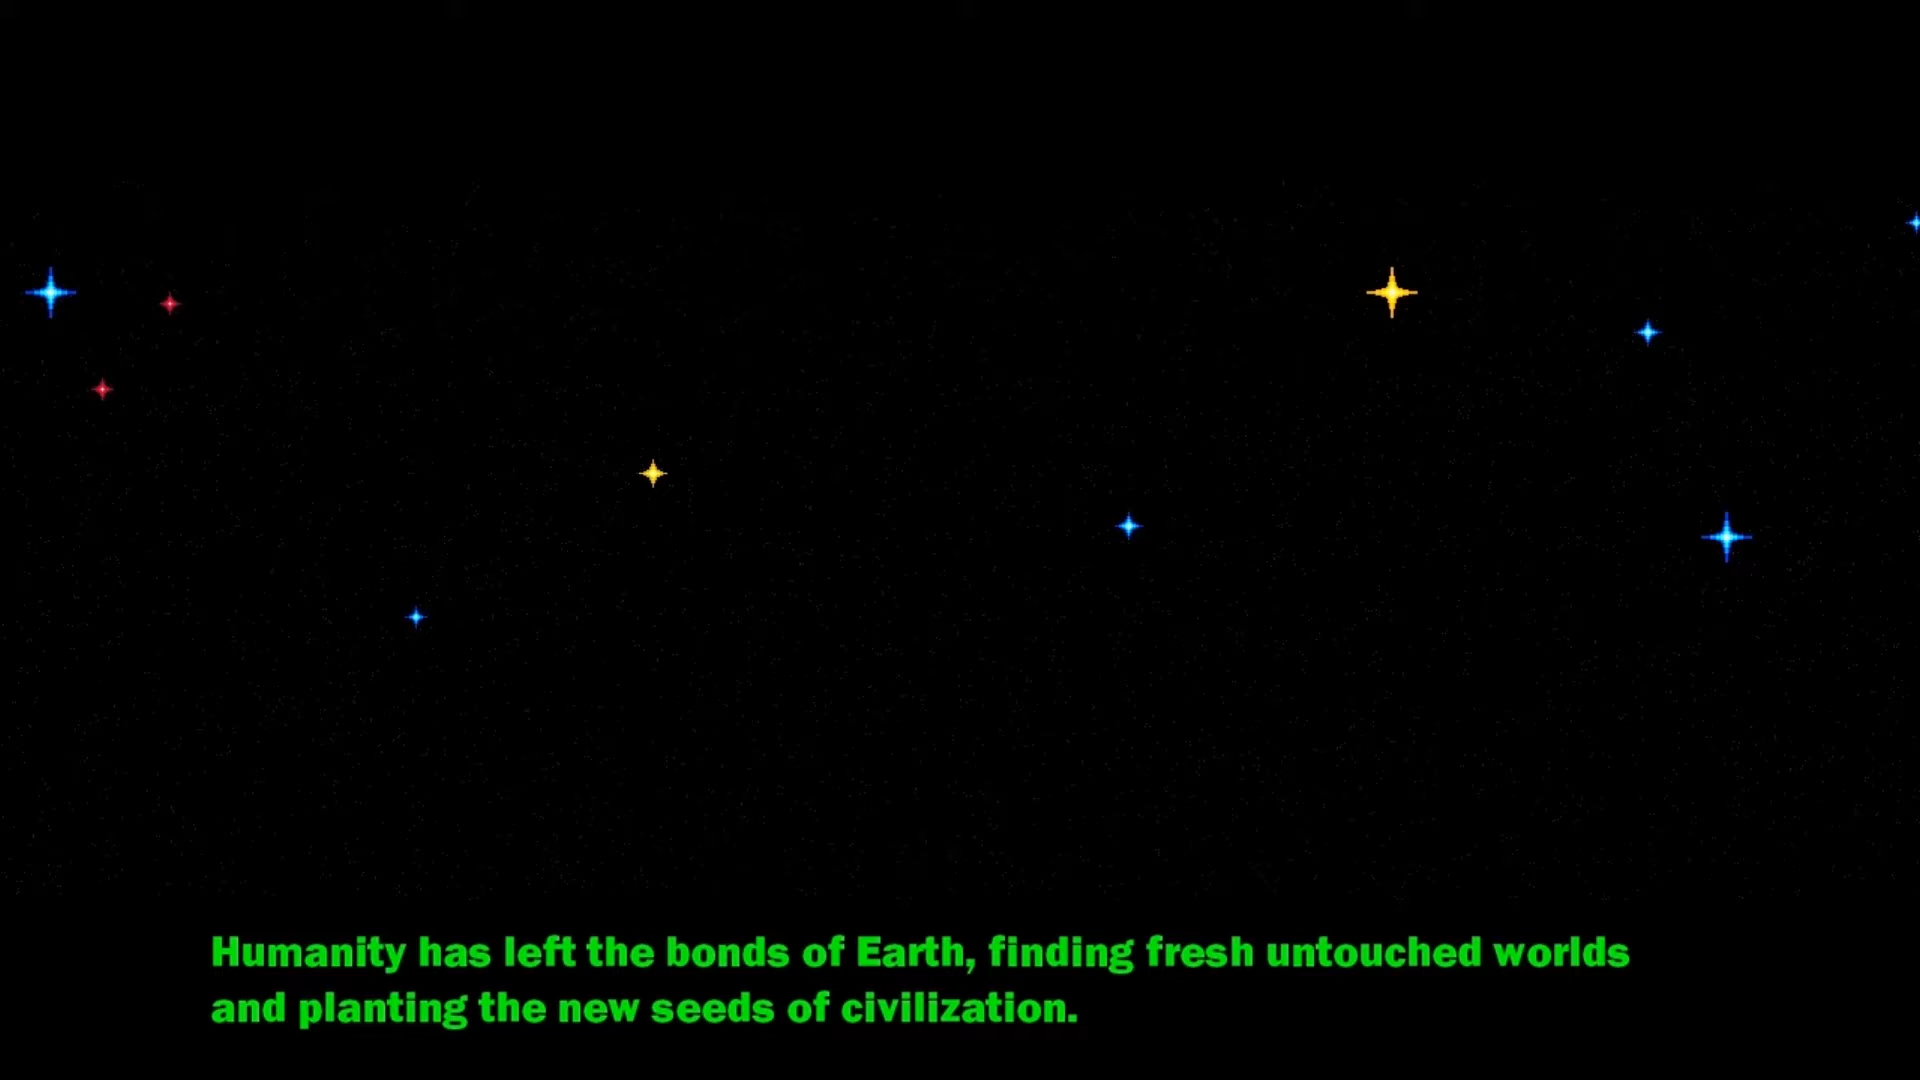 Humanity has left the bonds of Earth, finding fresh untouched worlds
and planting the new seeds of civilization.